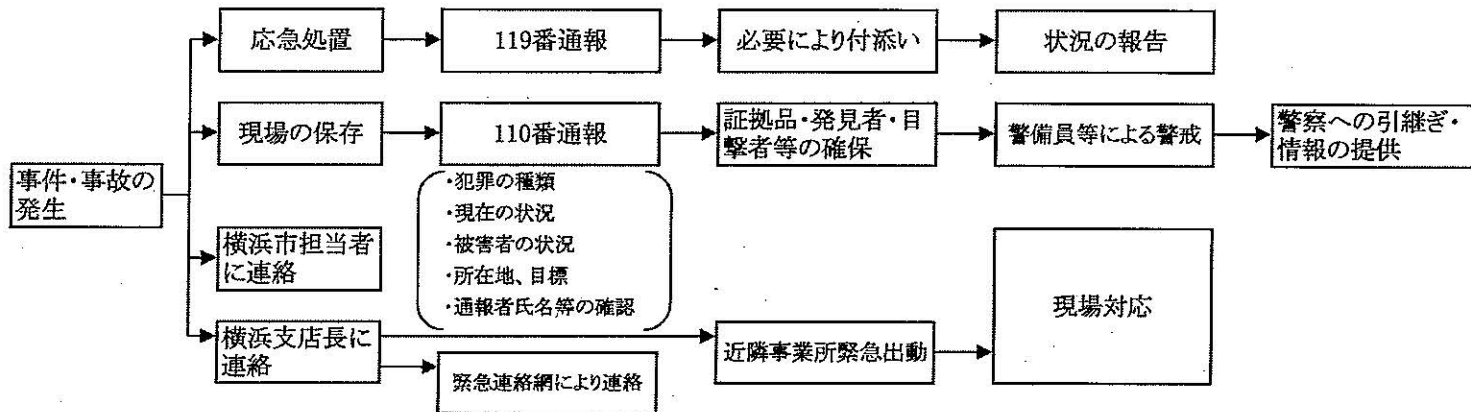 応急処置
119番通報
必要により付添い
状況の報告
現場の保存
110番通報
証拠品・発見者・目
撃者等の確保
警備員等による警戒
警察への引継ぎ・
情報の提供
事件・事故の
発生
・犯罪の種類
・現在の状況
・被害者の状況
・所在地、目標
・通報者氏名等の確認
横浜市担当者
に連絡
横浜支店長に
連絡
緊急連絡網により連絡
近隣事業所緊急出動
現場対応